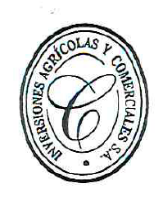 INVERSIONES AGRÍCOLAS Y COMERCIALES S.A.
C